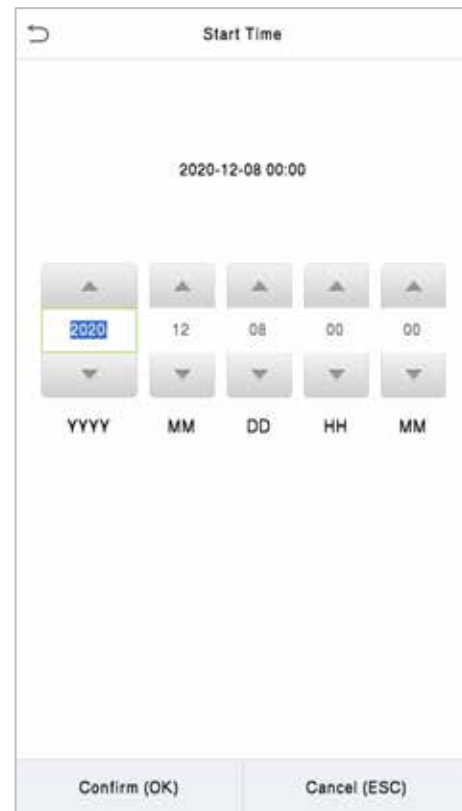 Start Time
2020-12-08 00:00
2020 12 08 00 00
YYYY MM DD HH MM
Confirm (OK) Cancel (ESC)